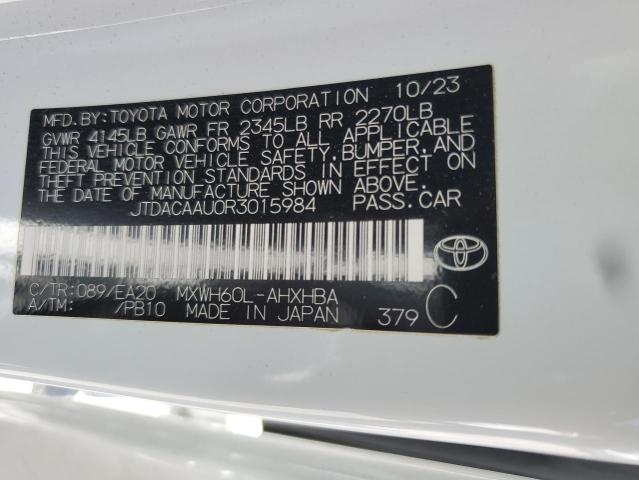 MFD. BY: TOYOTA MOTOR CORPORATION 10/23
GVWR 4145LB GAWR FR 2345LB RR 2270LB
THIS VEHICLE CONFORMS TO ALL APPLICABLE
FEDERAL MOTOR VEHICLE SAFETY, BUMPER, AND
THEFT PREVENTION STANDARDS IN EFFECT ON
THE DATE OF MANUFACTURE SHOWN ABOVE.
JTDACAAU0R3015984 PASS.CAR
C/TR: 089/EA20 MXWH60L-AHXHBA
A/TM: /PB10 MADE IN JAPAN 379 C